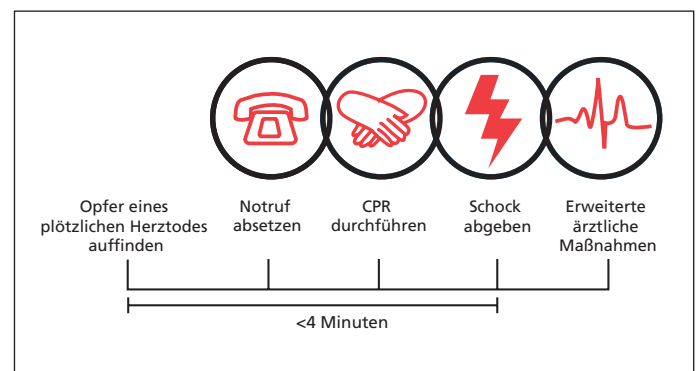 Opfer eines
plötzlichen Herztodes
auffinden
Notruf
absetzen
CPR
durchführen
Schock
abgeben
Erweiterte
ärztliche
Maßnahmen
<4 Minuten